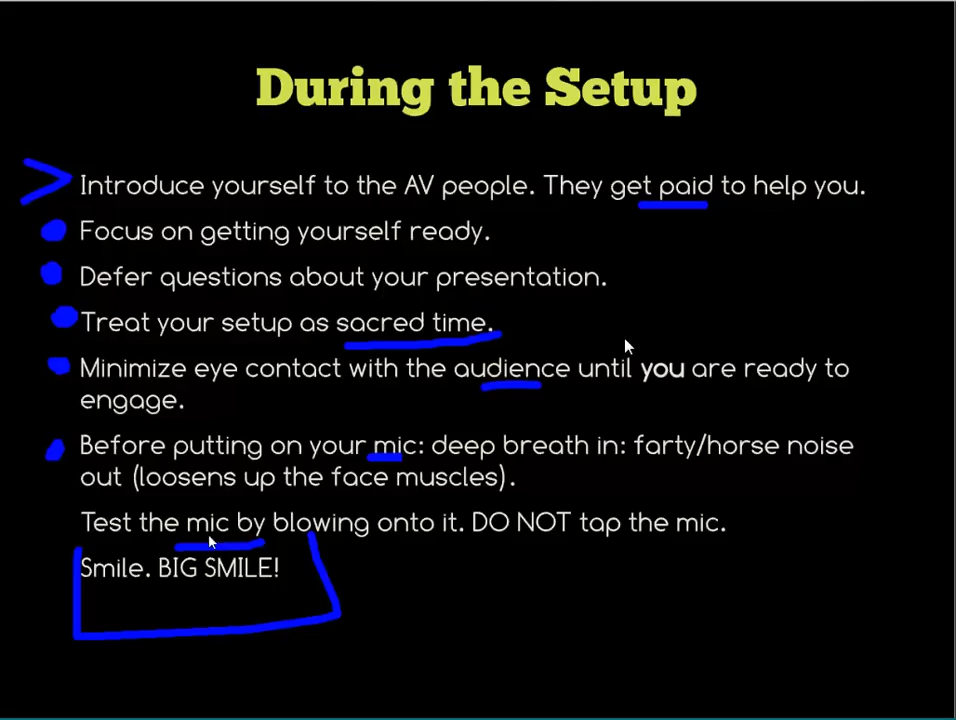 During the Setup
Introduce yourself to the AV people. They get paid to help you.
Focus on getting yourself ready.
Defer questions about your presentation.
Treat your setup as sacred time.
Minimize eye contact with the audience until you are ready to
engage.
Before putting on your mic: deep breath in: farty/horse noise
out (loosens up the face muscles).
Test the mic by blowing onto it. DO NOT tap the mic.
Smile. BIG SMILE!